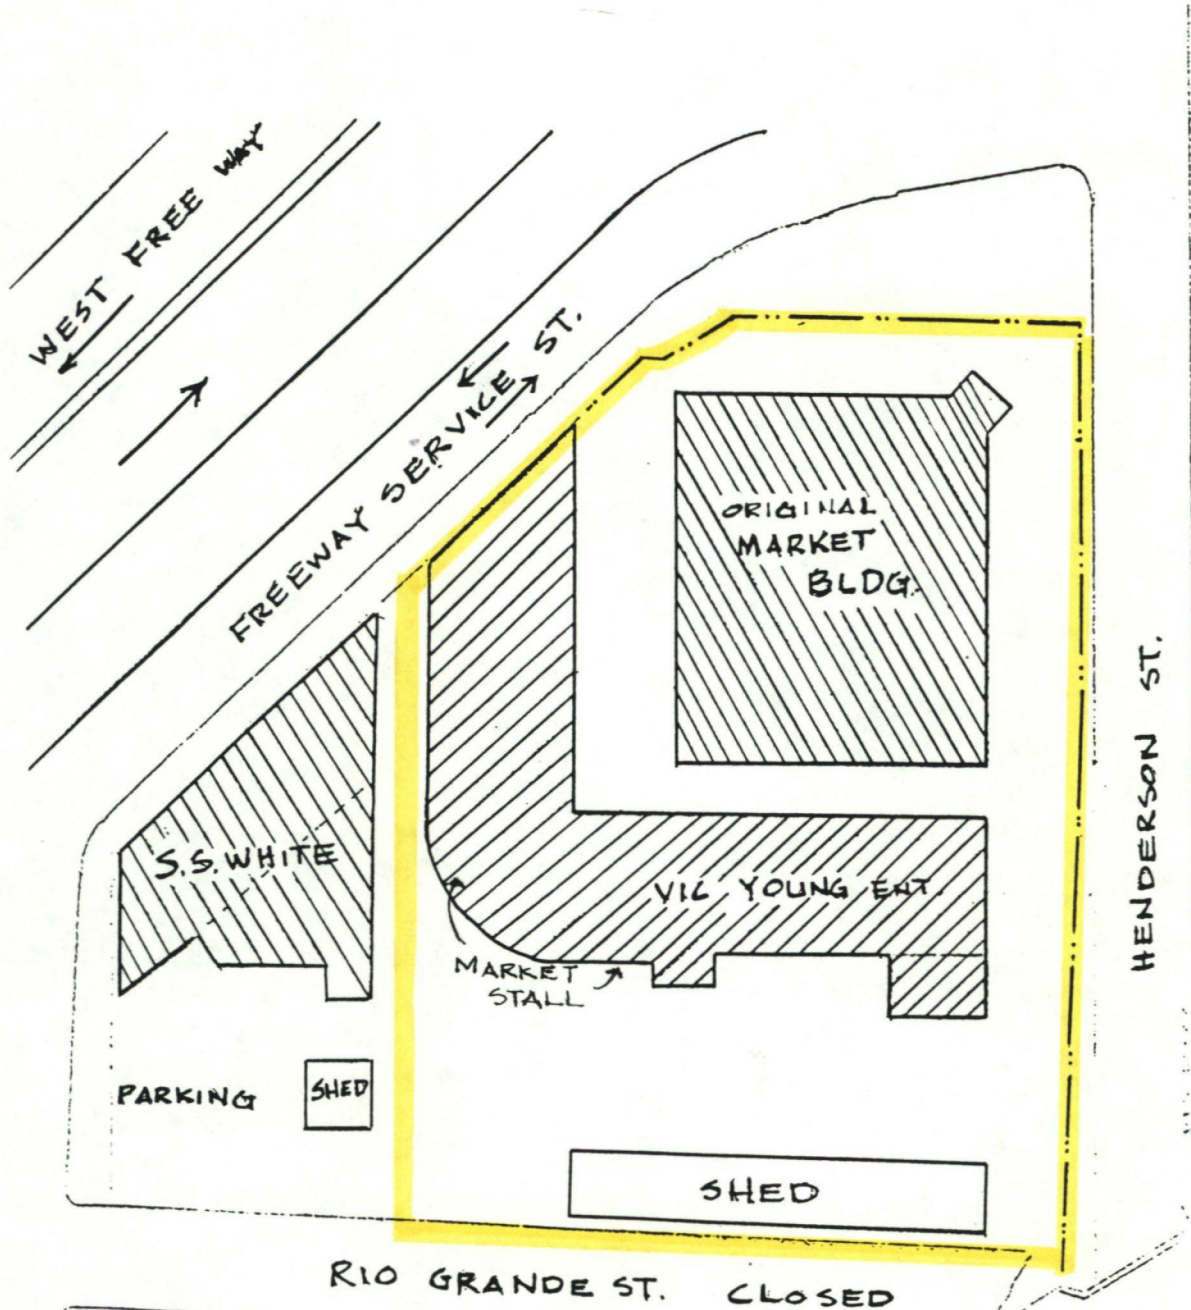 WEST FREE WAY
FREEWAY SERVICE ST.
ORIGINAL
MARKET
BLDG.
S.S. WHITE
VIC YOUNG ENT.
MARKET
STALL
HENDERSON ST.
PARKING
SHED
SHED
RIO GRANDE ST. CLOSED